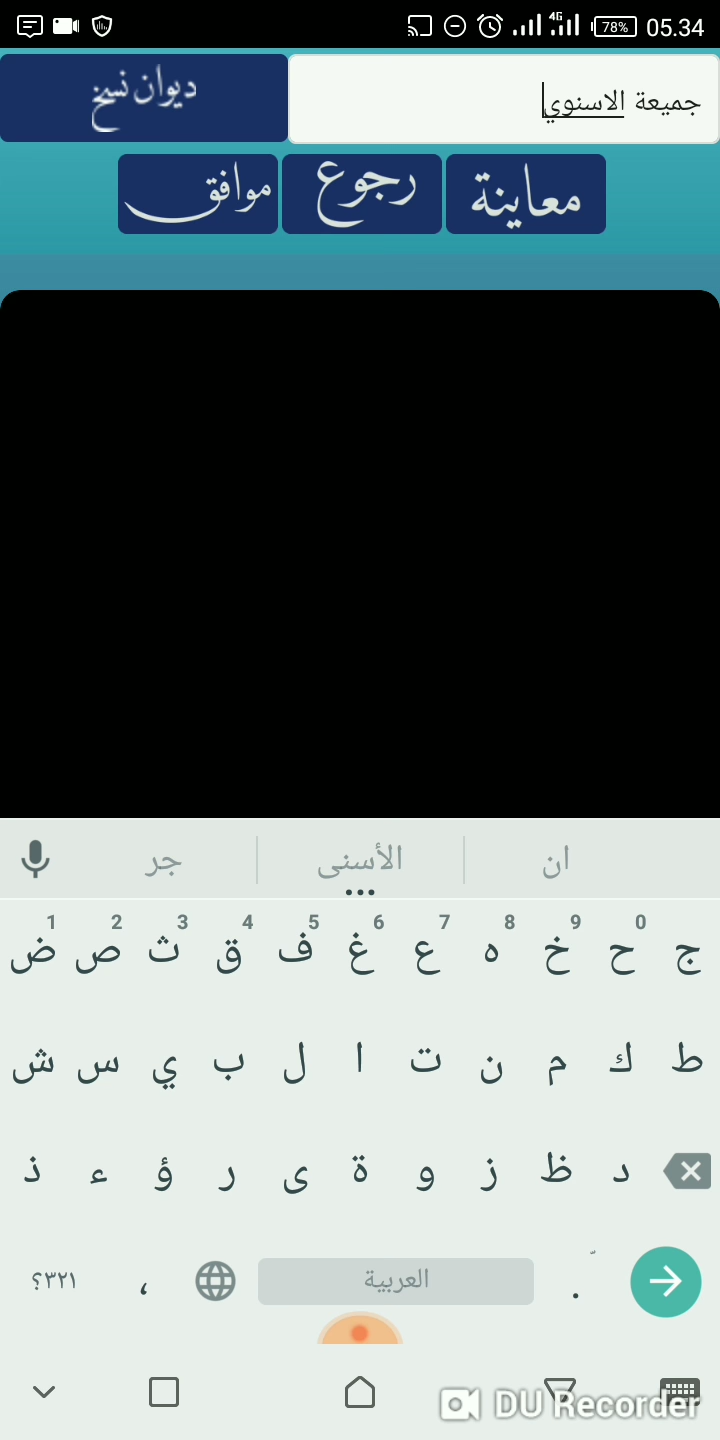 4G 78% 05.34
ديوان نسخ
جميعة الاسنوي
معاينة رجوع موافق
جر الأسنى ان
1 2 3 4 5 6 7 8 9 0
ض ص ث ق ف غ ع ه خ ح ج
ش س ي ب ل ا ت ن م ك ط
ذ ء ؤ ر ى ة و ز ظ د
؟٣٢١ ، العربية .
DU Recorder